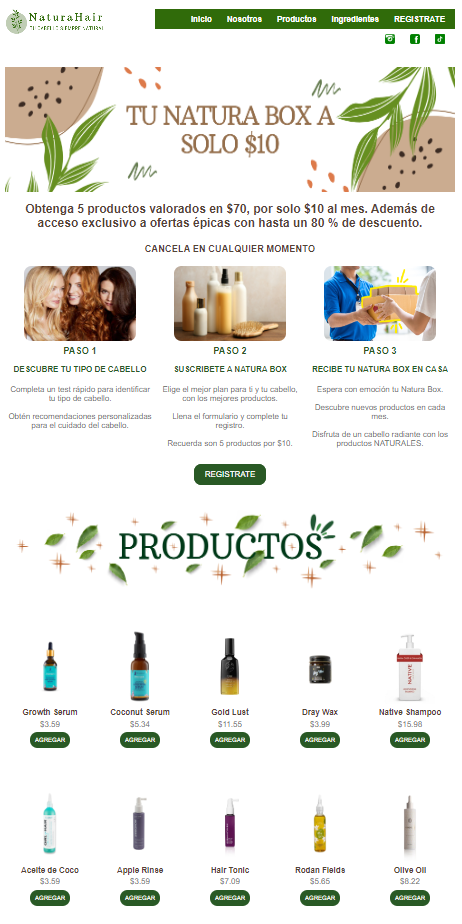 NaturaHair
TU CABELLO SIEMPRE NATURAL
Inicio Nosotros Productos Ingredientes REGISTRATE
TU NATURA BOX A
SOLO $10
Obtenga 5 productos valorados en $70, por solo $10 al mes. Además de
acceso exclusivo a ofertas épicas con hasta un 80 % de descuento.
CANCELA EN CUALQUIER MOMENTO
PASO 1
DESCUBRE TU TIPO DE CABELLO
Completa un test rápido para identificar
tu tipo de cabello.
Obtén recomendaciones personalizadas
para el cuidado del cabello.
PASO 2
SUSCRIBETE A NATURA BOX
Elige el mejor plan para ti y tu cabello,
con los mejores productos.
Llena el formulario y complete tu
registro.
Recuerda son 5 productos por $10.
PASO 3
RECIBE TU NATURA BOX EN CASA
Espera con emoción tu Natura Box.
Descubre nuevos productos en cada
mes.
Disfruta de un cabello radiante con los
productos NATURALES.
REGISTRATE
PRODUCTOS
NATIVE
Growth Serum Coconut Serum Gold Lust Dray Wax Native Shampoo
$3.59 $5.34 $11.55 $3.99 $15.98
AGREGAR AGREGAR AGREGAR AGREGAR AGREGAR
Aceite de Coco Apple Rinse Hair Tonic Rodan Fields Olive Oil
$3.59 $3.59 $7.09 $5.65 $8.22
AGREGAR AGREGAR AGREGAR AGREGAR AGREGAR